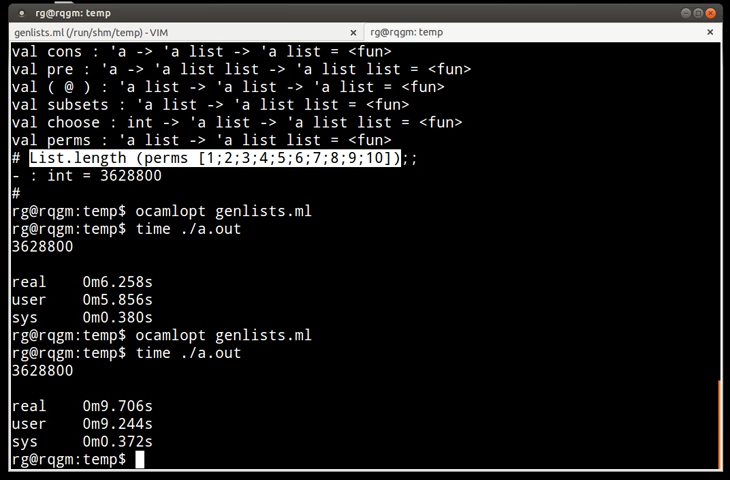 rg@rqgm: temp
genlists.ml (/run/shm/temp) - VIM
rg@rqgm: temp
val cons : 'a -> 'a list -> 'a list = <fun>
val pre : 'a -> 'a list list -> 'a list list = <fun>
val ( @ ) : 'a list -> 'a list -> 'a list = <fun>
val subsets : 'a list -> 'a list list = <fun>
val choose : int -> 'a list -> 'a list list = <fun>
val perms : 'a list -> 'a list list = <fun>
# List.length (perms [1;2;3;4;5;6;7;8;9;10]);;
- : int = 3628800
#
rg@rqgm:temp$ ocamlopt genlists.ml
rg@rqgm:temp$ time ./a.out
3628800
real    0m6.258s
user    0m5.856s
sys     0m0.380s
rg@rqgm:temp$ ocamlopt genlists.ml
rg@rqgm:temp$ time ./a.out
3628800
real    0m9.706s
user    0m9.244s
sys     0m0.372s
rg@rqgm:temp$